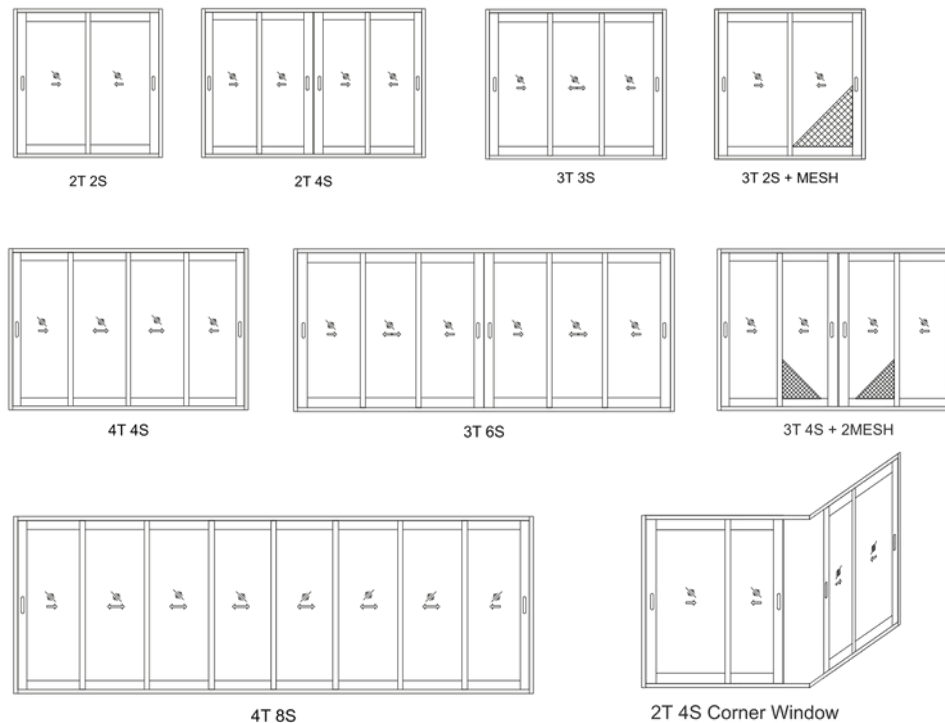 2T 2S
2T 4S
3T 3S
3T 2S + MESH
4T 4S
3T 6S
3T 4S + 2MESH
4T 8S
2T 4S Corner Window